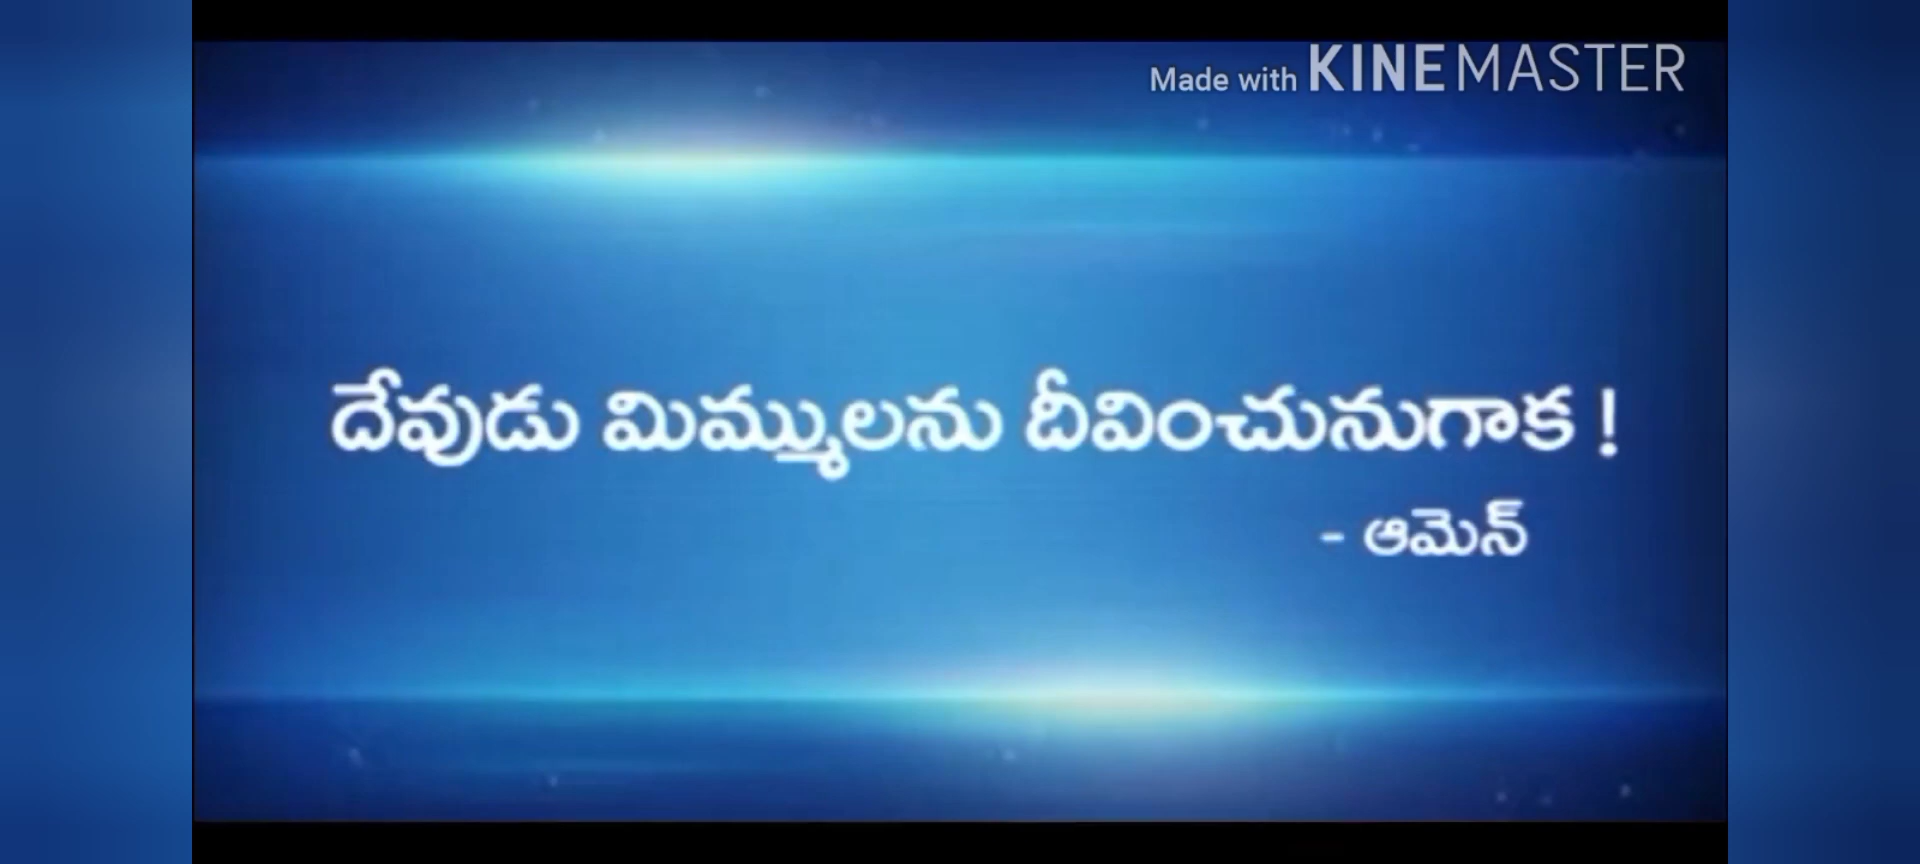 Made with KINEMASTER
దేవుడు మిమ్ములను దీవించునుగాక !
- ఆమెన్